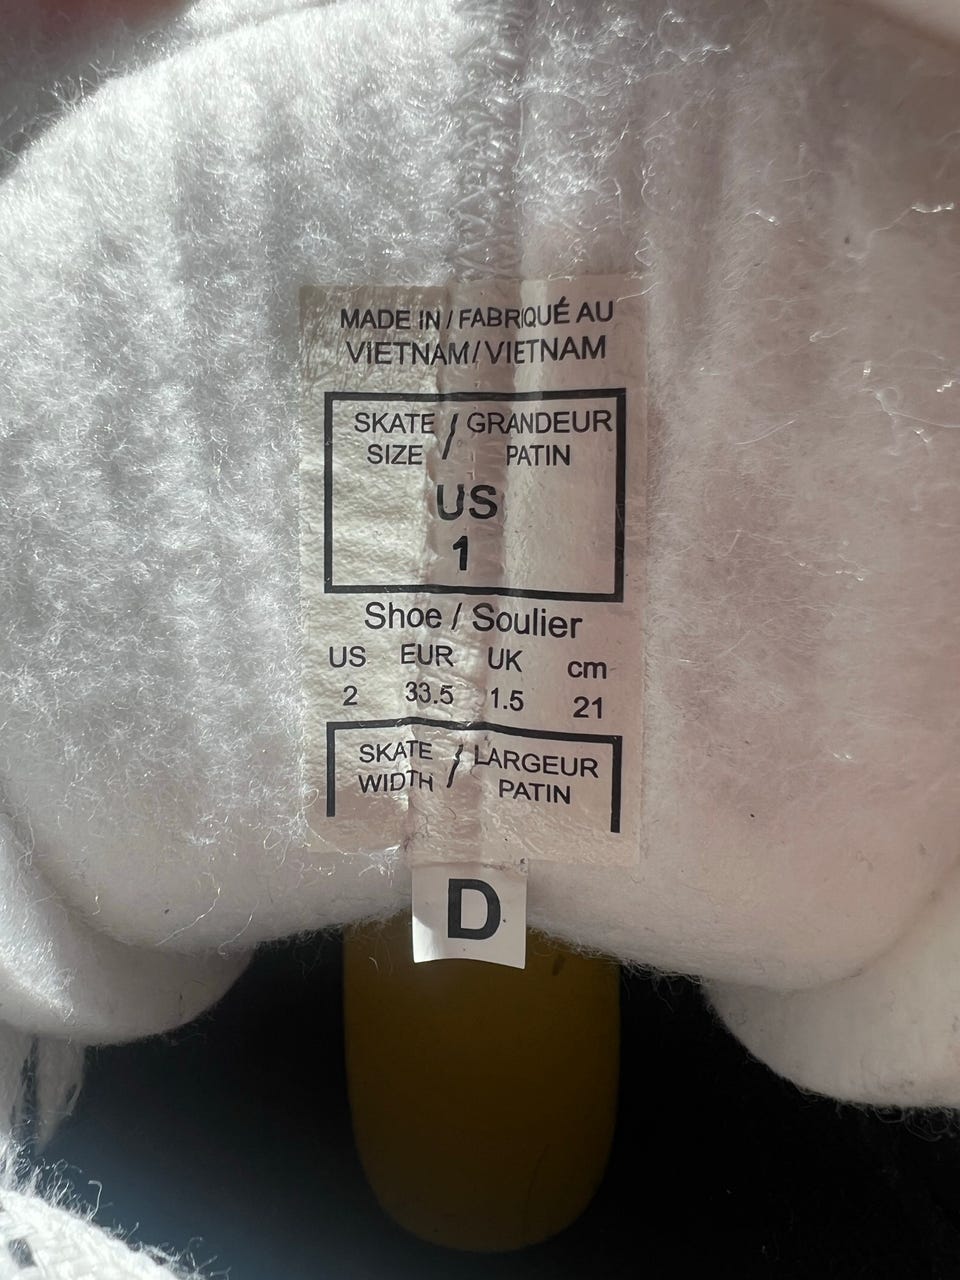 MADE IN / FABRIQUÉ AU
VIETNAM / VIETNAM
SKATE / GRANDEUR
SIZE PATIN
US
1
Shoe / Soulier
US EUR UK cm
2 33.5 1.5 21
SKATE / LARGEUR
WIDTH PATIN
D